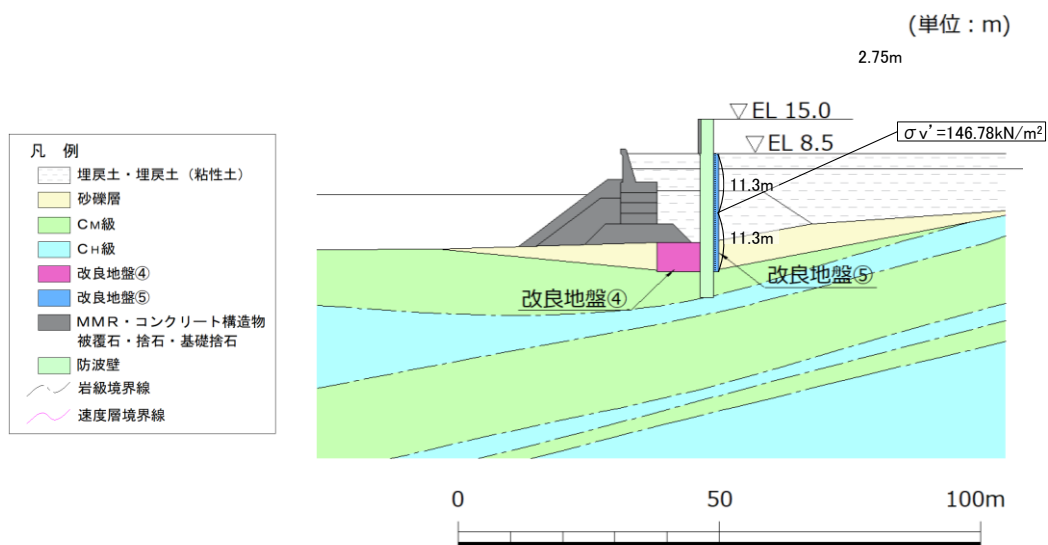 (単位：m)
2.75m
▽EL 15.0
σv’=146.78kN/m²
▽EL 8.5
凡 例
埋戻土・埋戻土（粘性土）
砂礫層
CM級
CH級
改良地盤④
改良地盤⑤
MMR・コンクリート構造物
被覆石・捨石・基礎捨石
防波壁
岩級境界線
速度層境界線
11.3m
11.3m
改良地盤⑤
改良地盤④
0 50 100m